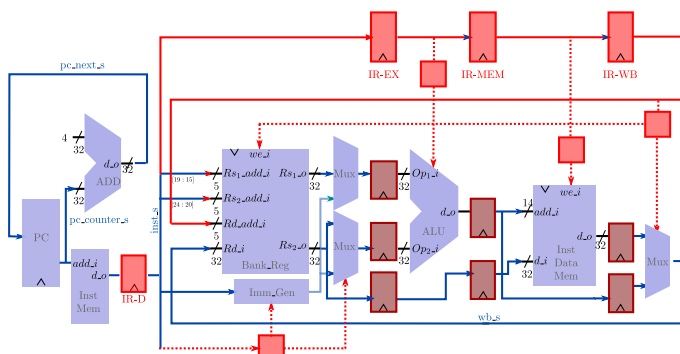 IR-EX
IR-MEM
IR-WB
pc_next_s
4
32
d_o
32
ADD
32
pc_counter_s
PC
add_i
d_o
Inst
Mem
IR-D
inst_s
we_i
[19 : 15]
5
Rs1_add_i
Rs1_o
32
[24 : 20]
5
Rs2_add_i
5
Rd_add_i
Rs2_o
32
32
Rd_i
Bank_Reg
Imm_Gen
Mux
Mux
32
Op1_i
32
Op2_i
d_o
ALU
we_i
14
add_i
d_o
32
32
d_i
Inst
Data
Mem
Mux
wb_s